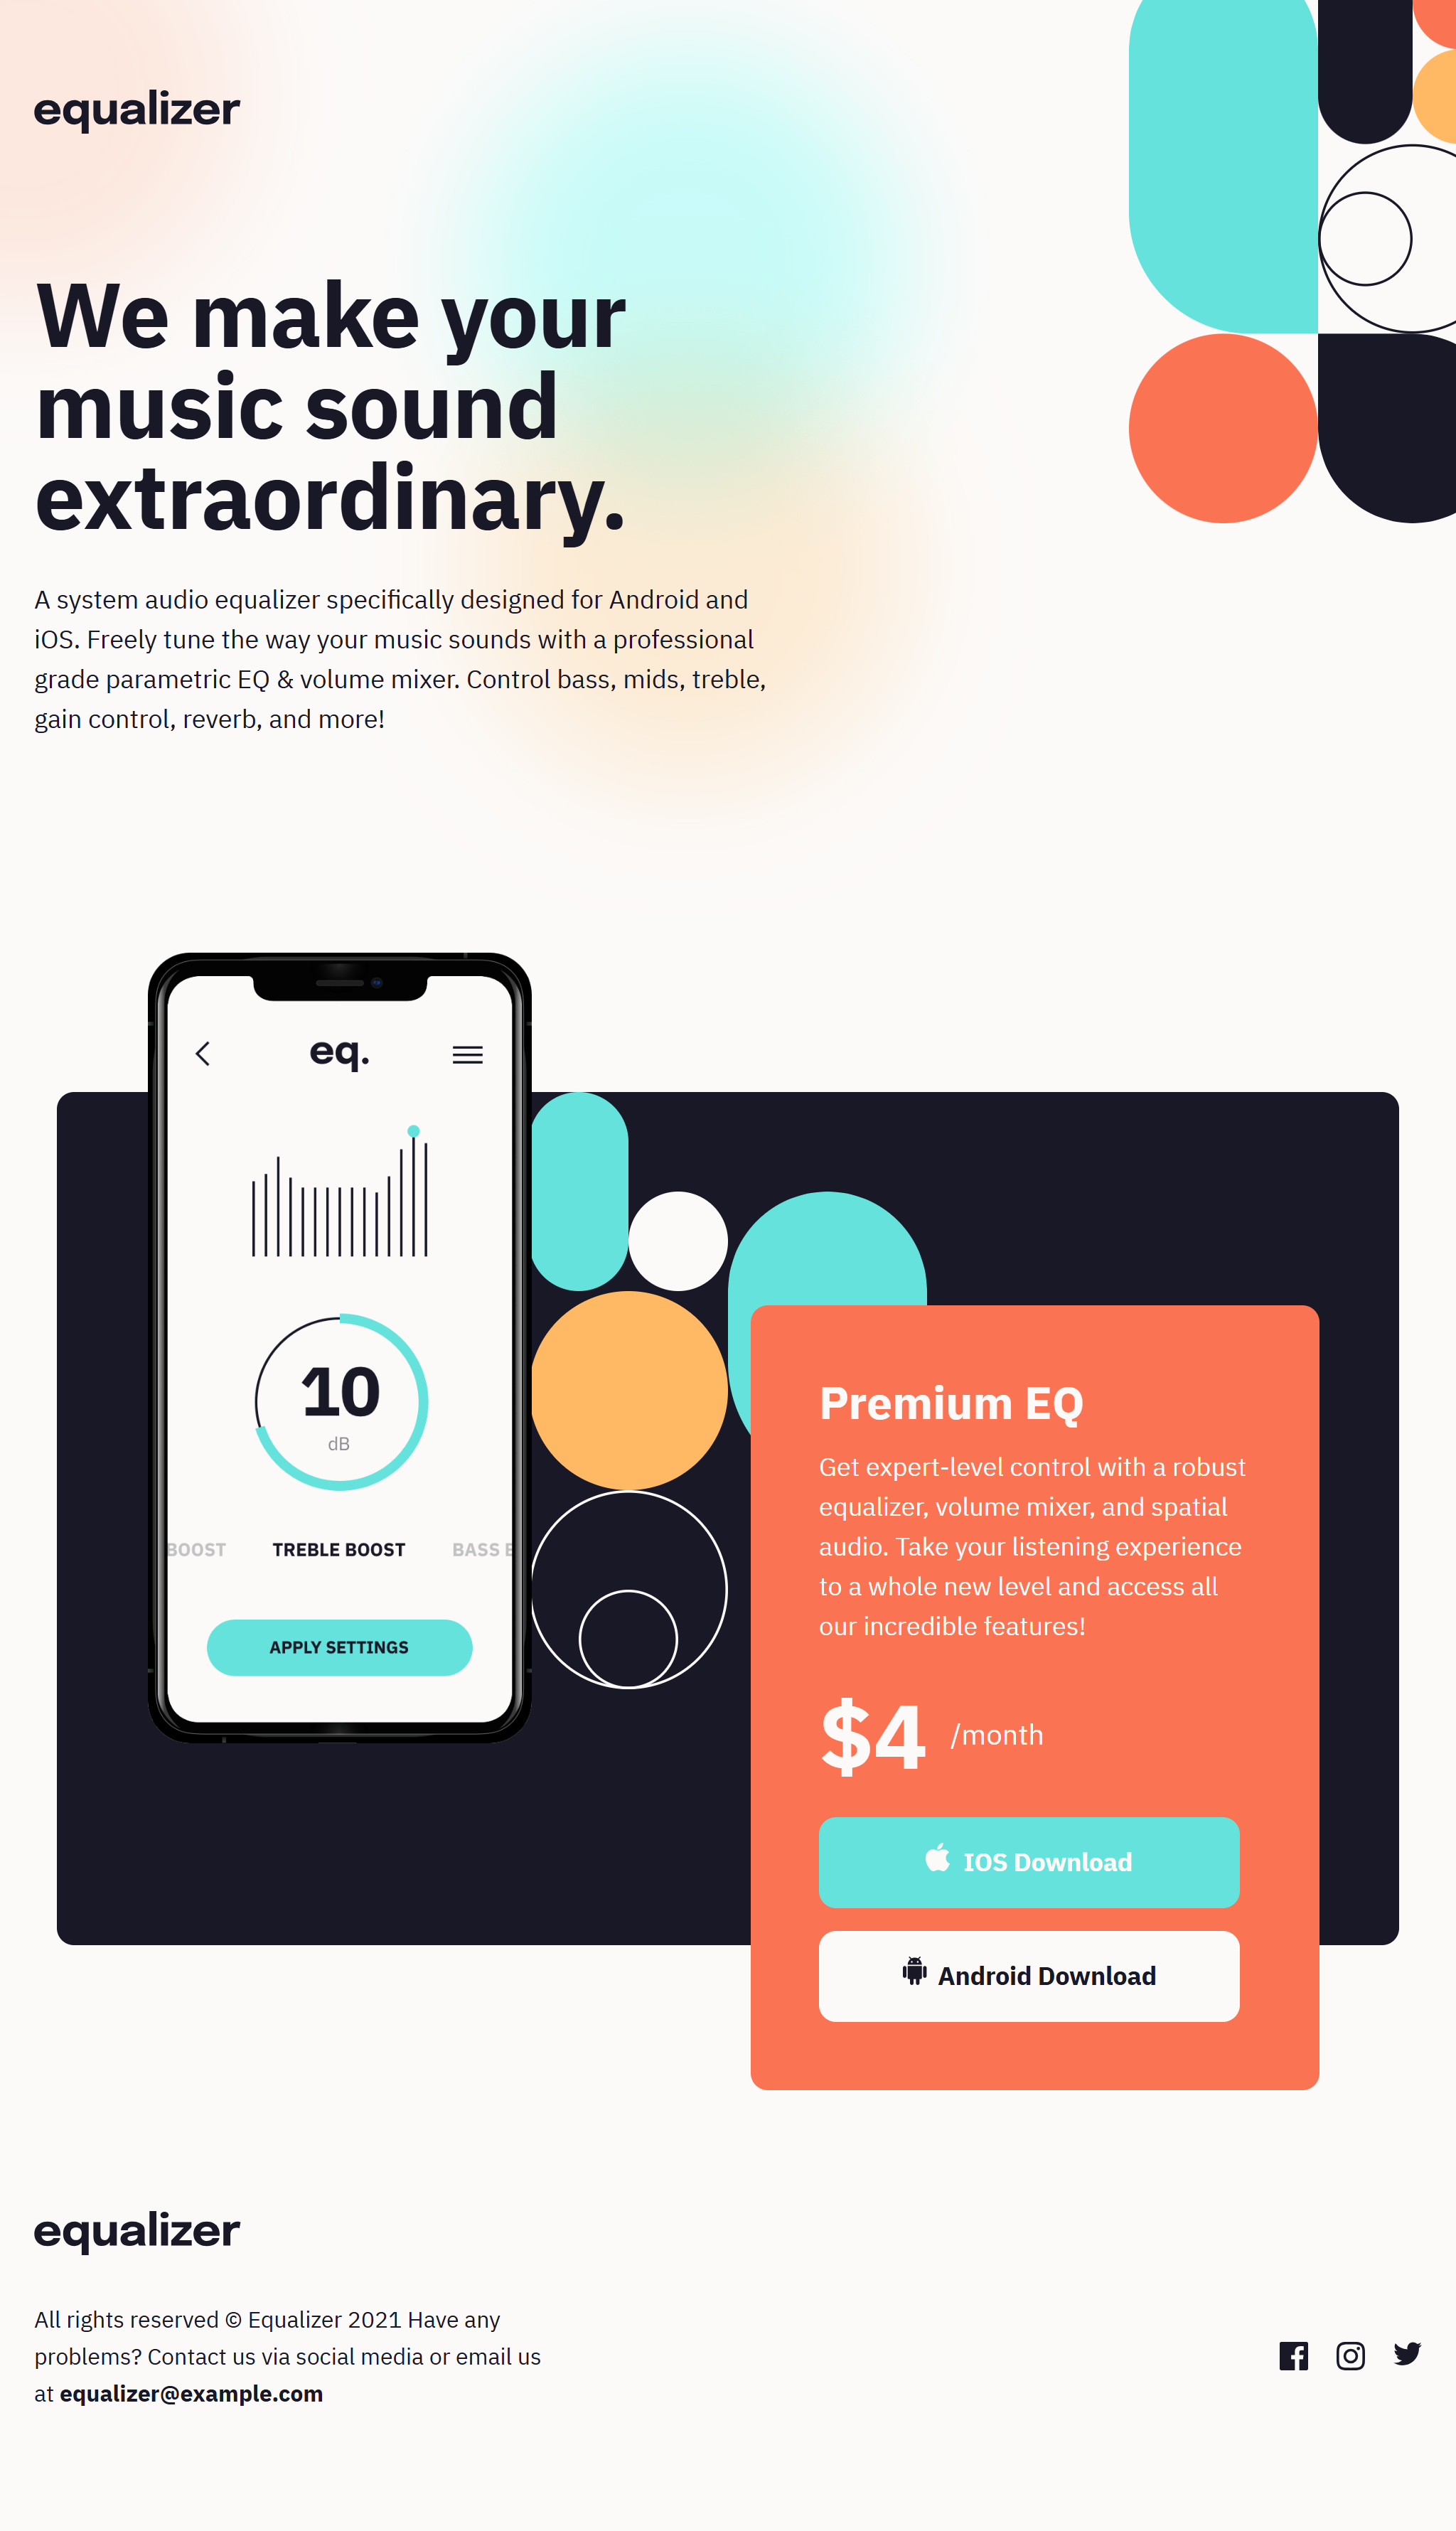 equalizer
We make your
music sound
extraordinary.
A system audio equalizer specifically designed for Android and
iOS. Freely tune the way your music sounds with a professional
grade parametric EQ & volume mixer. Control bass, mids, treble,
gain control, reverb, and more!
eq.
10
dB
BOOST TREBLE BOOST BASS B
APPLY SETTINGS
Premium EQ
Get expert-level control with a robust
equalizer, volume mixer, and spatial
audio. Take your listening experience
to a whole new level and access all
our incredible features!
$4 /month
IOS Download
Android Download
equalizer
All rights reserved © Equalizer 2021 Have any
problems? Contact us via social media or email us
at equalizer@example.com